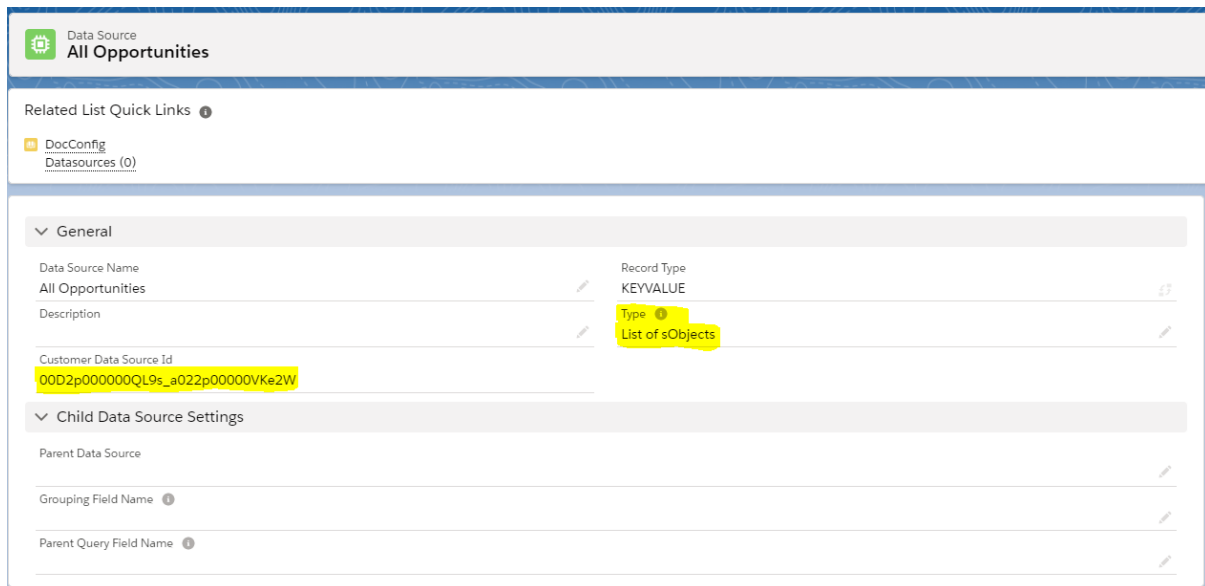 Data Source
All Opportunities
Related List Quick Links
DocConfig
Datasources (0)
General
Data Source Name
All Opportunities
Record Type
KEYVALUE
Description
Type
List of sObjects
Customer Data Source Id
00D2p000000QL9s_a022p00000VKe2W
Child Data Source Settings
Parent Data Source
Grouping Field Name
Parent Query Field Name